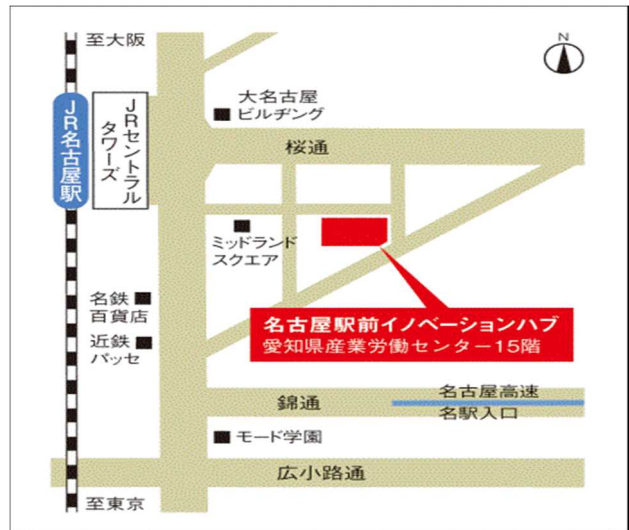 至大阪
N
大名古屋
ビルヂング
JR名古屋駅
JRセントラル
タワーズ
桜通
ミッドランド
スクエア
名鉄
百貨店
近鉄
パッセ
名古屋駅前イノベーションハブ
愛知県産業労働センター15階
錦通
名古屋高速
名駅入口
モード学園
広小路通
至東京